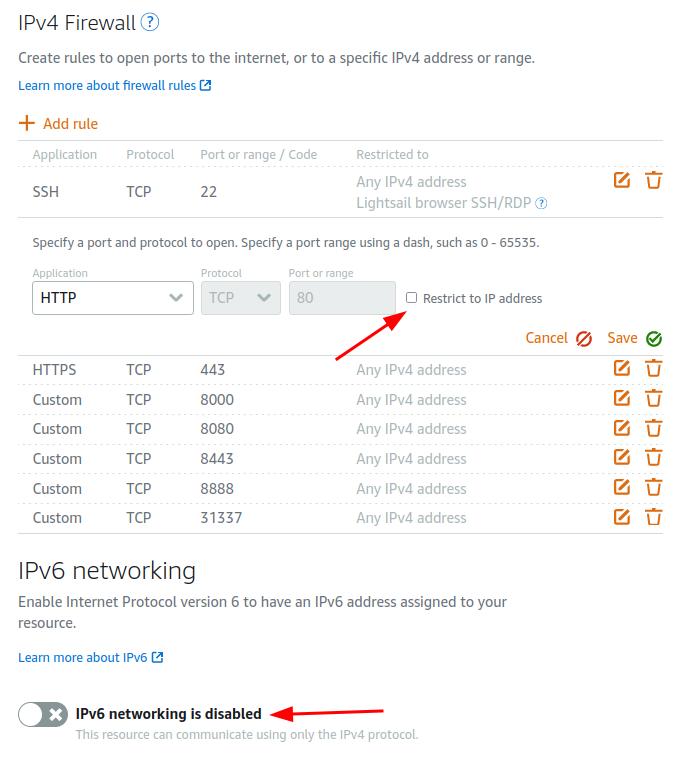 IPv4 Firewall ?
Create rules to open ports to the internet, or to a specific IPv4 address or range.
Learn more about firewall rules
+ Add rule
Application Protocol Port or range / Code Restricted to
SSH TCP 22 Any IPv4 address
Lightsail browser SSH/RDP ?
Specify a port and protocol to open. Specify a port range using a dash, such as 0 - 65535.
Application Protocol Port or range
HTTP TCP 80 Restrict to IP address
Cancel Save
HTTPS TCP 443 Any IPv4 address
Custom TCP 8000 Any IPv4 address
Custom TCP 8080 Any IPv4 address
Custom TCP 8443 Any IPv4 address
Custom TCP 8888 Any IPv4 address
Custom TCP 31337 Any IPv4 address
IPv6 networking
Enable Internet Protocol version 6 to have an IPv6 address assigned to your
resource.
Learn more about IPv6
IPv6 networking is disabled
This resource can communicate using only the IPv4 protocol.